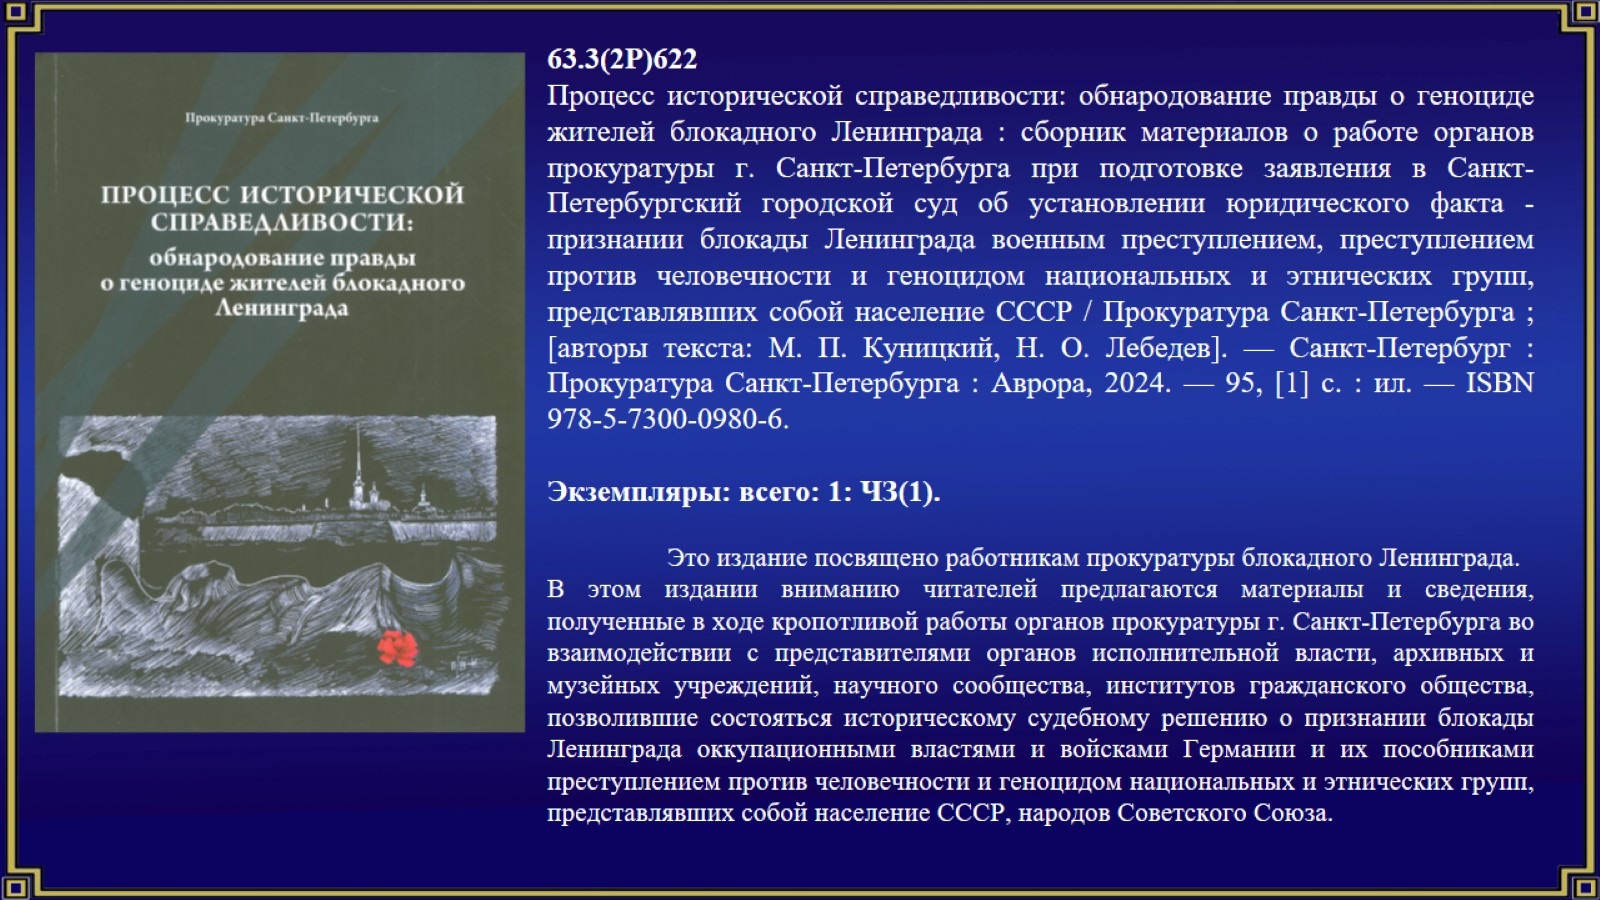 Прокуратура Санкт-Петербурга
ПРОЦЕСС ИСТОРИЧЕСКОЙ
СПРАВЕДЛИВОСТИ:
обнародование правды
о геноциде жителей блокадного
Ленинграда
63.3(2Р)622
Процесс исторической справедливости: обнародование правды о геноциде
жителей блокадного Ленинграда : сборник материалов о работе органов
прокуратуры г. Санкт-Петербурга при подготовке заявления в Санкт-
Петербургский городской суд об установлении юридического факта -
признании блокады Ленинграда военным преступлением, преступлением
против человечности и геноцидом национальных и этнических групп,
представлявших собой население СССР / Прокуратура Санкт-Петербурга ;
[авторы текста: М. П. Куницкий, Н. О. Лебедев]. — Санкт-Петербург :
Прокуратура Санкт-Петербурга : Аврора, 2024. — 95, [1] с. : ил. — ISBN
978-5-7300-0980-6.
Экземпляры: всего: 1: ЧЗ(1).
Это издание посвящено работникам прокуратуры блокадного Ленинграда.
В этом издании вниманию читателей предлагаются материалы и сведения,
полученные в ходе кропотливой работы органов прокуратуры г. Санкт-Петербурга во
взаимодействии с представителями органов исполнительной власти, архивных и
музейных учреждений, научного сообщества, институтов гражданского общества,
позволившие состояться историческому судебному решению о признании блокады
Ленинграда оккупационными властями и войсками Германии и их пособниками
преступлением против человечности и геноцидом национальных и этнических групп,
представлявших собой население СССР, народов Советского Союза.